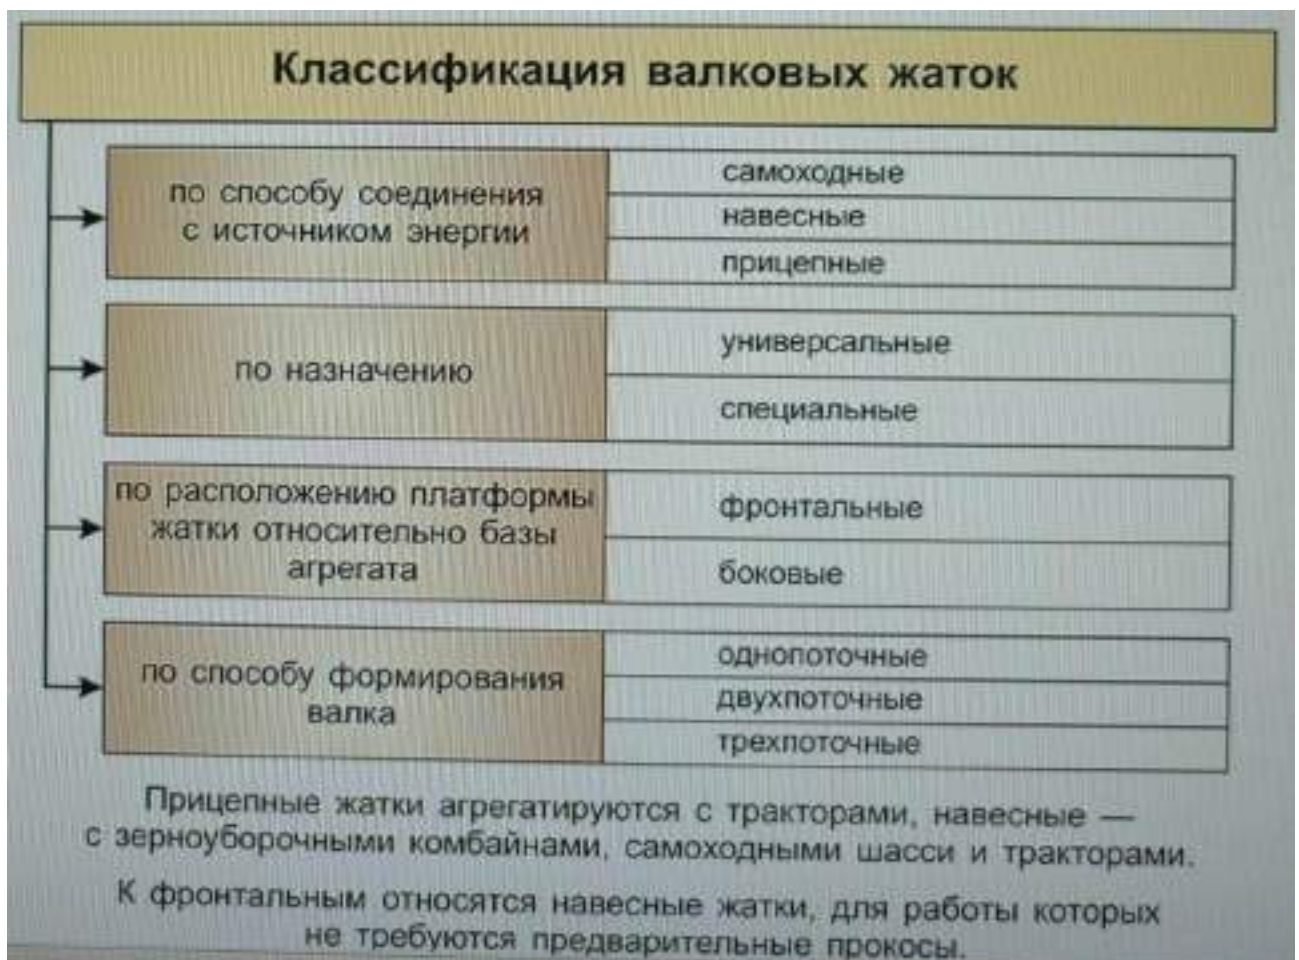 Классификация валковых жаток
по способу соединения
с источником энергии
самоходные
навесные
прицепные
по назначению
универсальные
специальные
по расположению платформы
жатки относительно базы
агрегата
фронтальные
боковые
по способу формирования
валка
однопоточные
двухпоточные
трехпоточные
Прицепные жатки агрегатируются с тракторами, навесные —
с зерноуборочными комбайнами, самоходными шасси и тракторами.
К фронтальным относятся навесные жатки, для работы которых
не требуются предварительные прокосы.